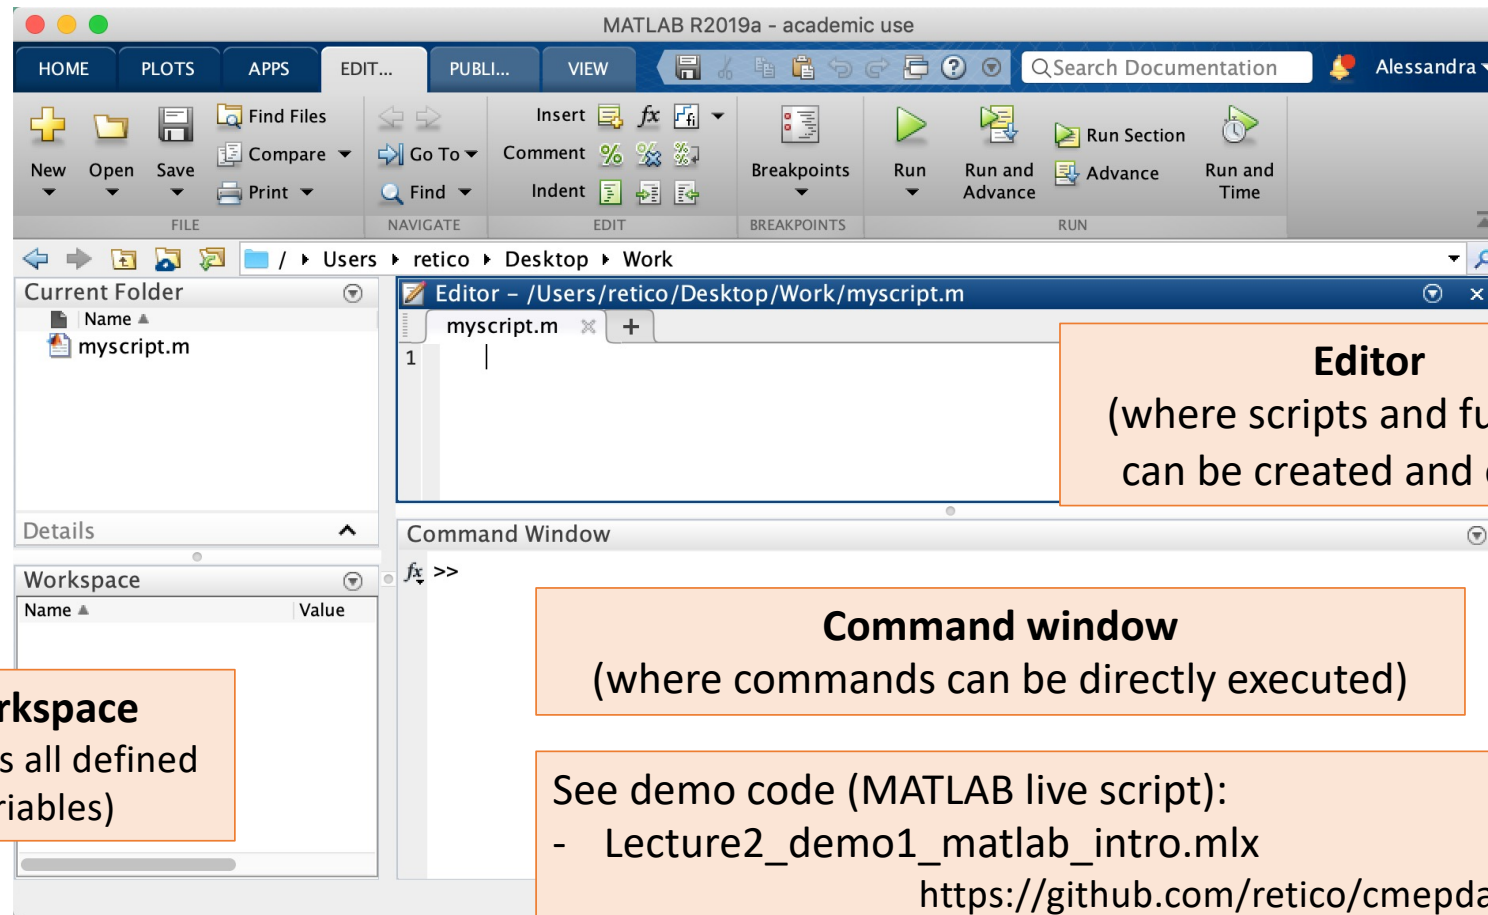 MATLAB R2019a - academic use
HOME PLOTS APPS EDIT... PUBLI... VIEW Search Documentation Alessandra
Find Files Insert fx fi
New Open Save Compare Go To Comment % Breakpoints Run Run and Advance Run Section Run and Time
Print Find Indent Advance
FILE NAVIGATE EDIT BREAKPOINTS RUN
/ Users retico Desktop Work
Current Folder
Name
myscript.m
Details
Workspace
Name Value
Editor – /Users/retico/Desktop/Work/myscript.m
myscript.m +
1
Editor
(where scripts and
can be created and
Command Window
fx >>
Command window
(where commands can be directly executed)
all defined
See demo code (MATLAB live script):
- Lecture2_demo1_matlab_intro.mlx
https://github.com/retico/cmepda